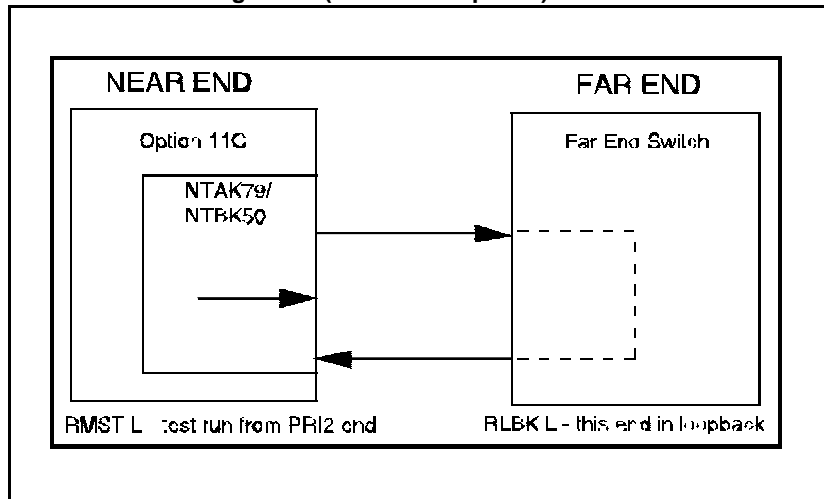 NEAR END
FAR END
Option 11C
Far End Switch
NTAK79/
NTBK50
RMST L - test run from PRI2 end
RLBK L - this end in loopback